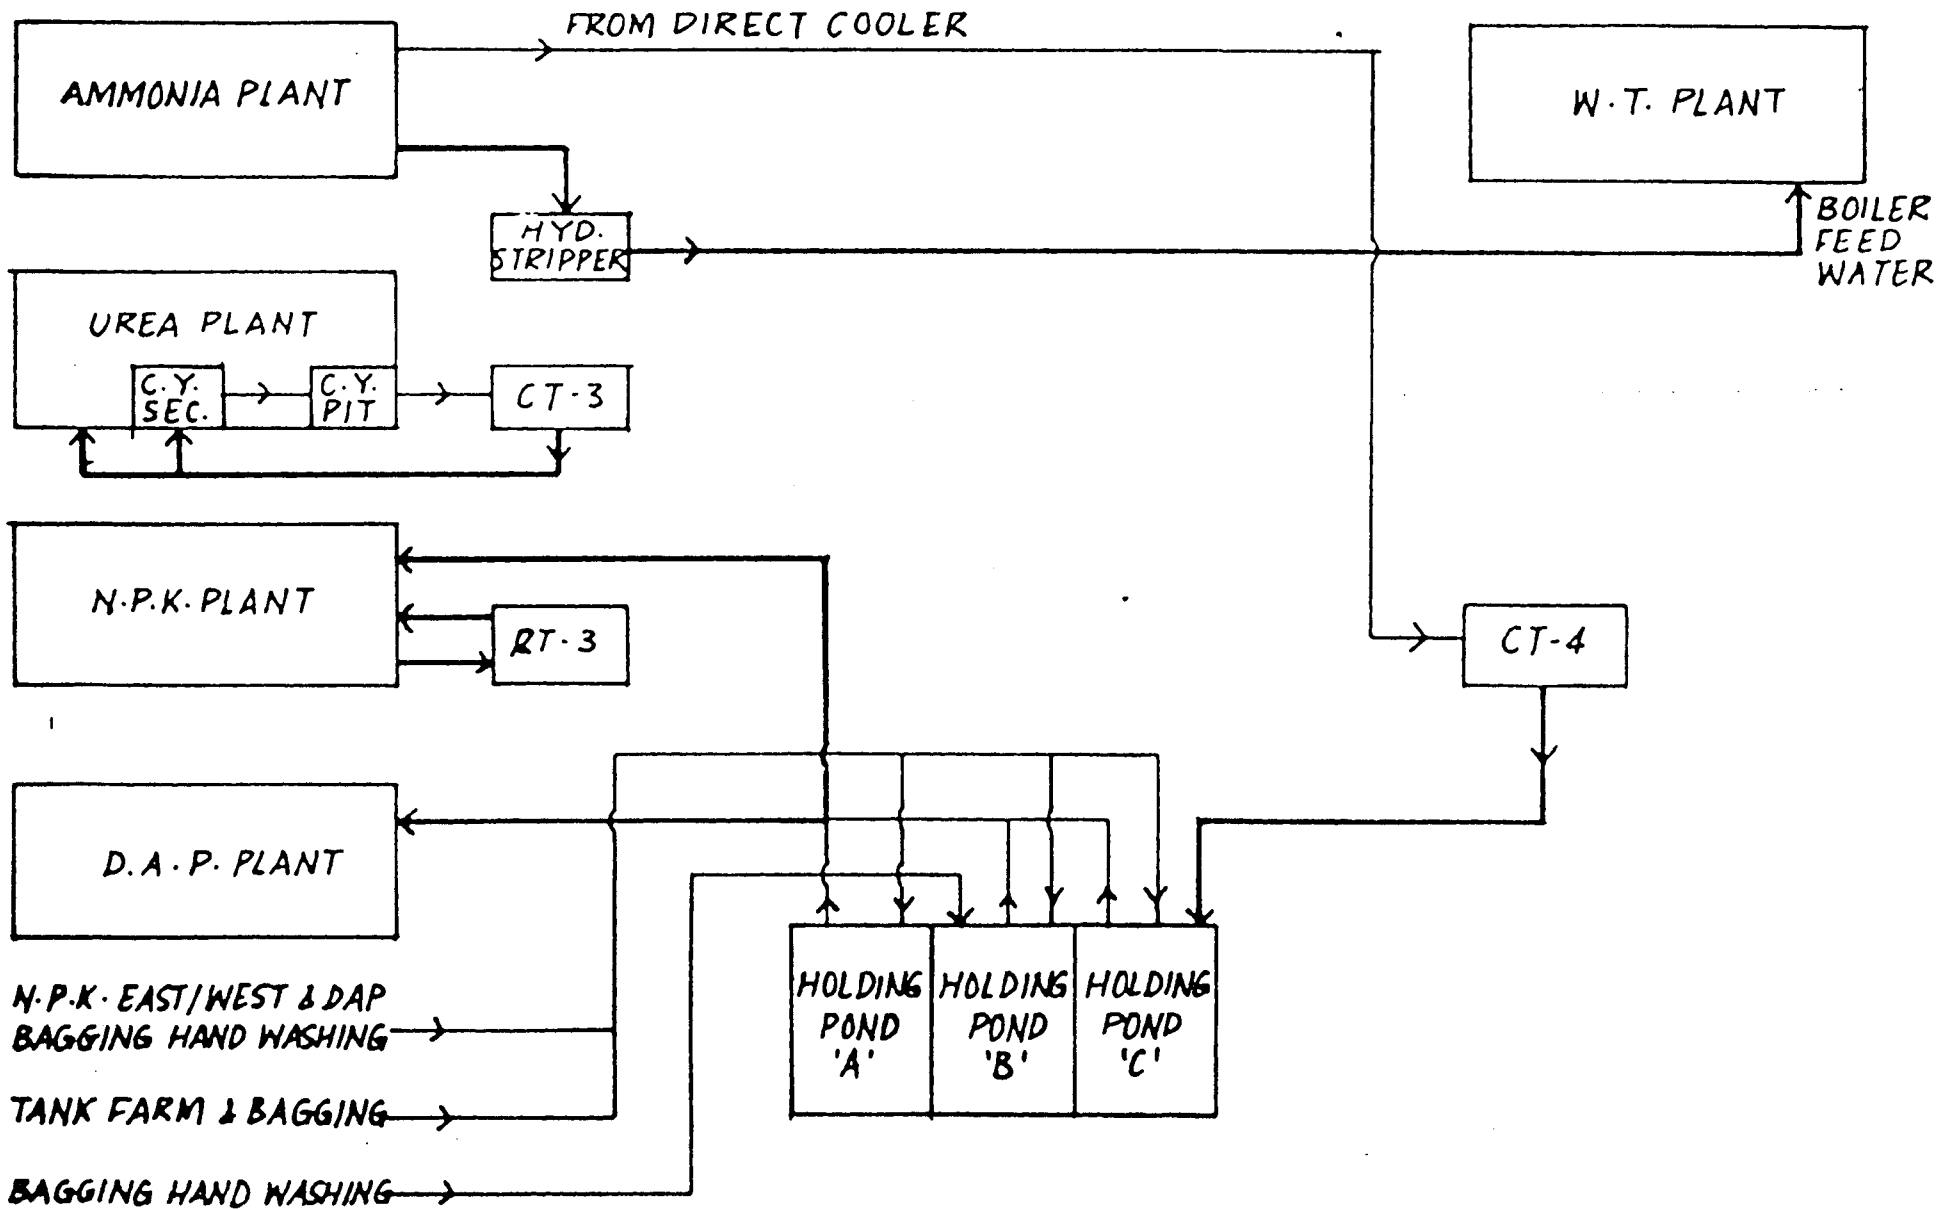 FROM DIRECT COOLER
AMMONIA PLANT
W.T. PLANT
HYD.
STRIPPER
BOILER
FEED
WATER
UREA PLANT
C.Y.
SEC.
C.Y.
PIT
CT-3
N.P.K. PLANT
RT-3
CT-4
D.A.P. PLANT
HOLDING
POND
'A'
HOLDING
POND
'B'
HOLDING
POND
'C'
N.P.K. EAST/WEST & DAP
BAGGING HAND WASHING
TANK FARM & BAGGING
BAGGING HAND WASHING